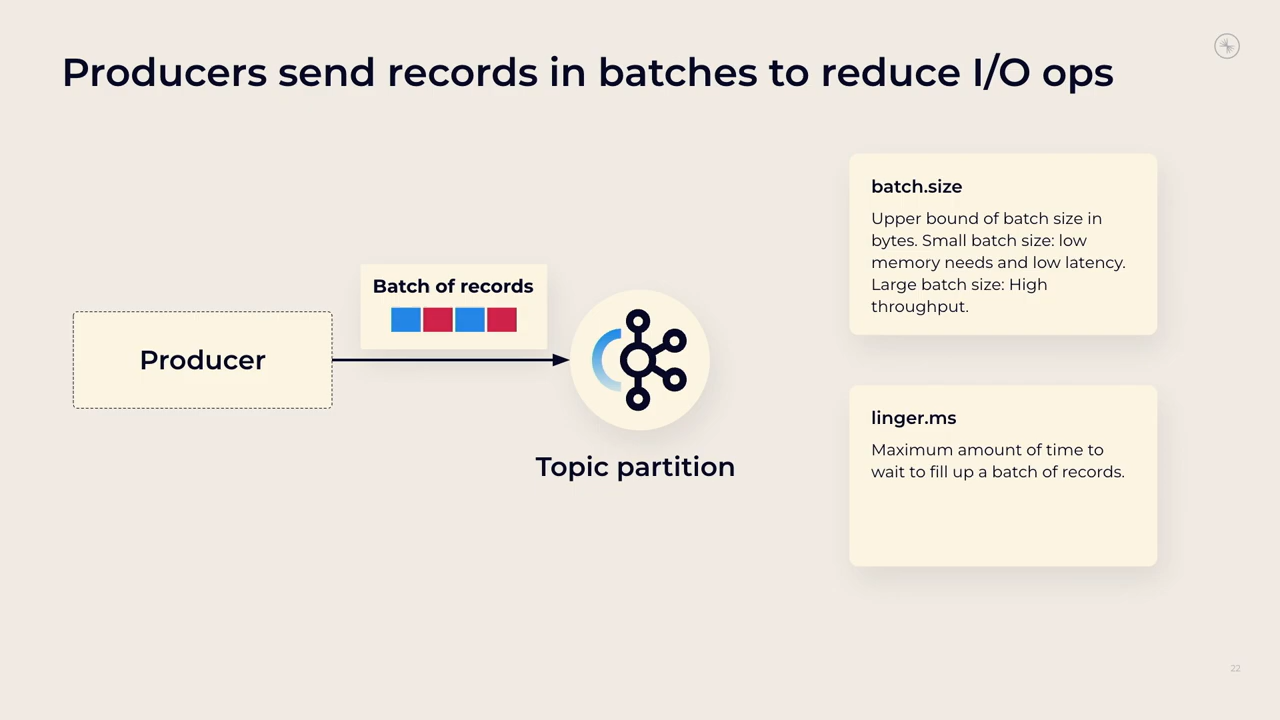 Producers send records in batches to reduce I/O ops
batch.size
Upper bound of batch size in
bytes. Small batch size: low
memory needs and low latency.
Large batch size: High
throughput.
Batch of records
Producer
Topic partition
linger.ms
Maximum amount of time to
wait to fill up a batch of records.
22